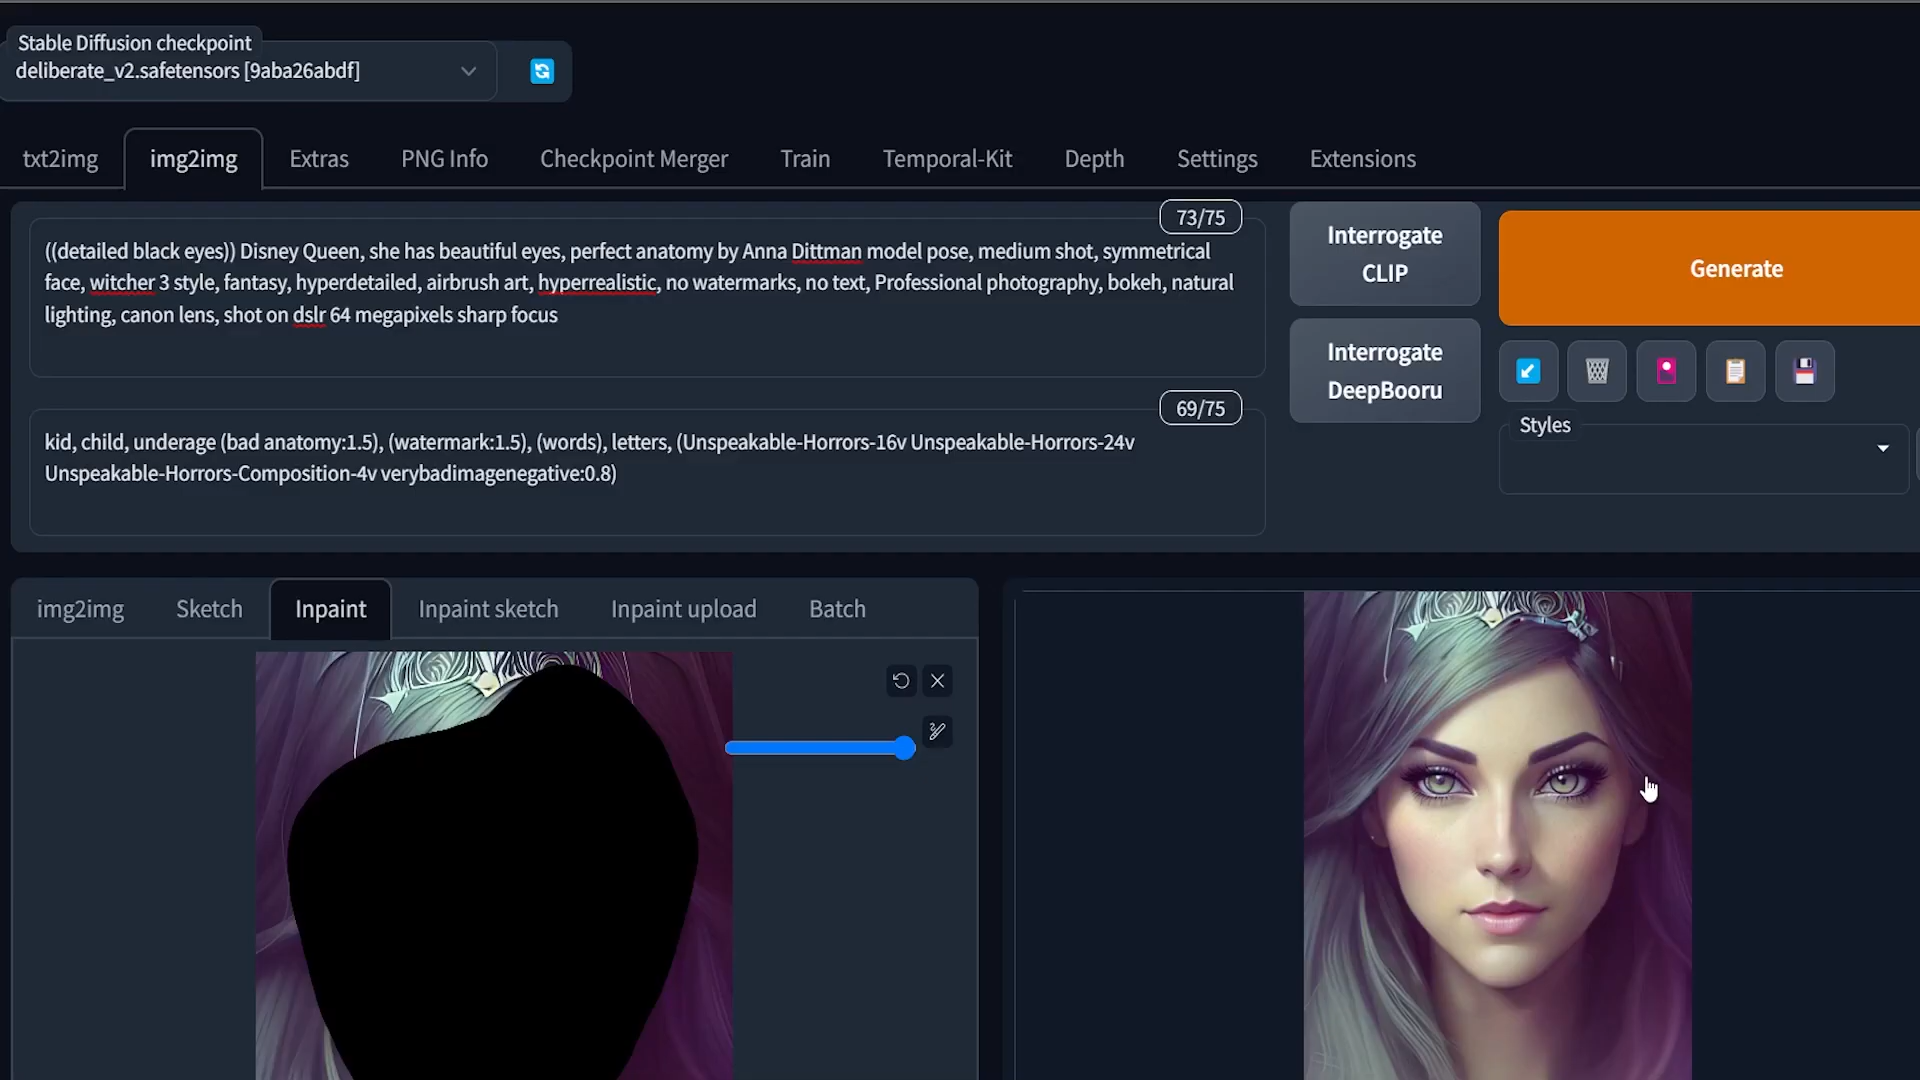 Stable Diffusion checkpoint
deliberate_v2.safetensors [9aba26abdf]
txt2img
img2img
Extras
PNG Info
Checkpoint Merger
Train
Temporal-Kit
Depth
Settings
Extensions
73/75
((detailed black eyes)) Disney Queen, she has beautiful eyes, perfect anatomy by Anna Dittman model pose, medium shot, symmetrical
face, witcher 3 style, fantasy, hyperdetailed, airbrush art, hyperrealistic, no watermarks, no text, Professional photography, bokeh, natural
lighting, canon lens, shot on dslr 64 megapixels sharp focus
Interrogate
CLIP
Generate
Interrogate
DeepBooru
69/75
kid, child, underage (bad anatomy:1.5), (watermark:1.5), (words), letters, (Unspeakable-Horrors-16v Unspeakable-Horrors-24v
Unspeakable-Horrors-Composition-4v verybadimagenegative:0.8)
Styles
img2img
Sketch
Inpaint
Inpaint sketch
Inpaint upload
Batch